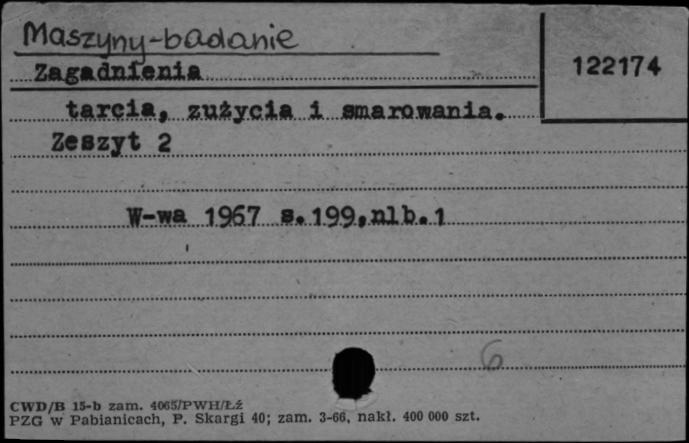 Maszyny-badanie
Zagadnienia
122174
tarcia, zużycia i smarowania.
Zeszyt 2
W-wa 1967 s.199,nlb.1
6
CWD/B 15-b zam. 4065/PWH/Łź
PZG w Pabianicach, P. Skargi 40; zam. 3-66, nakł. 400 000 szt.